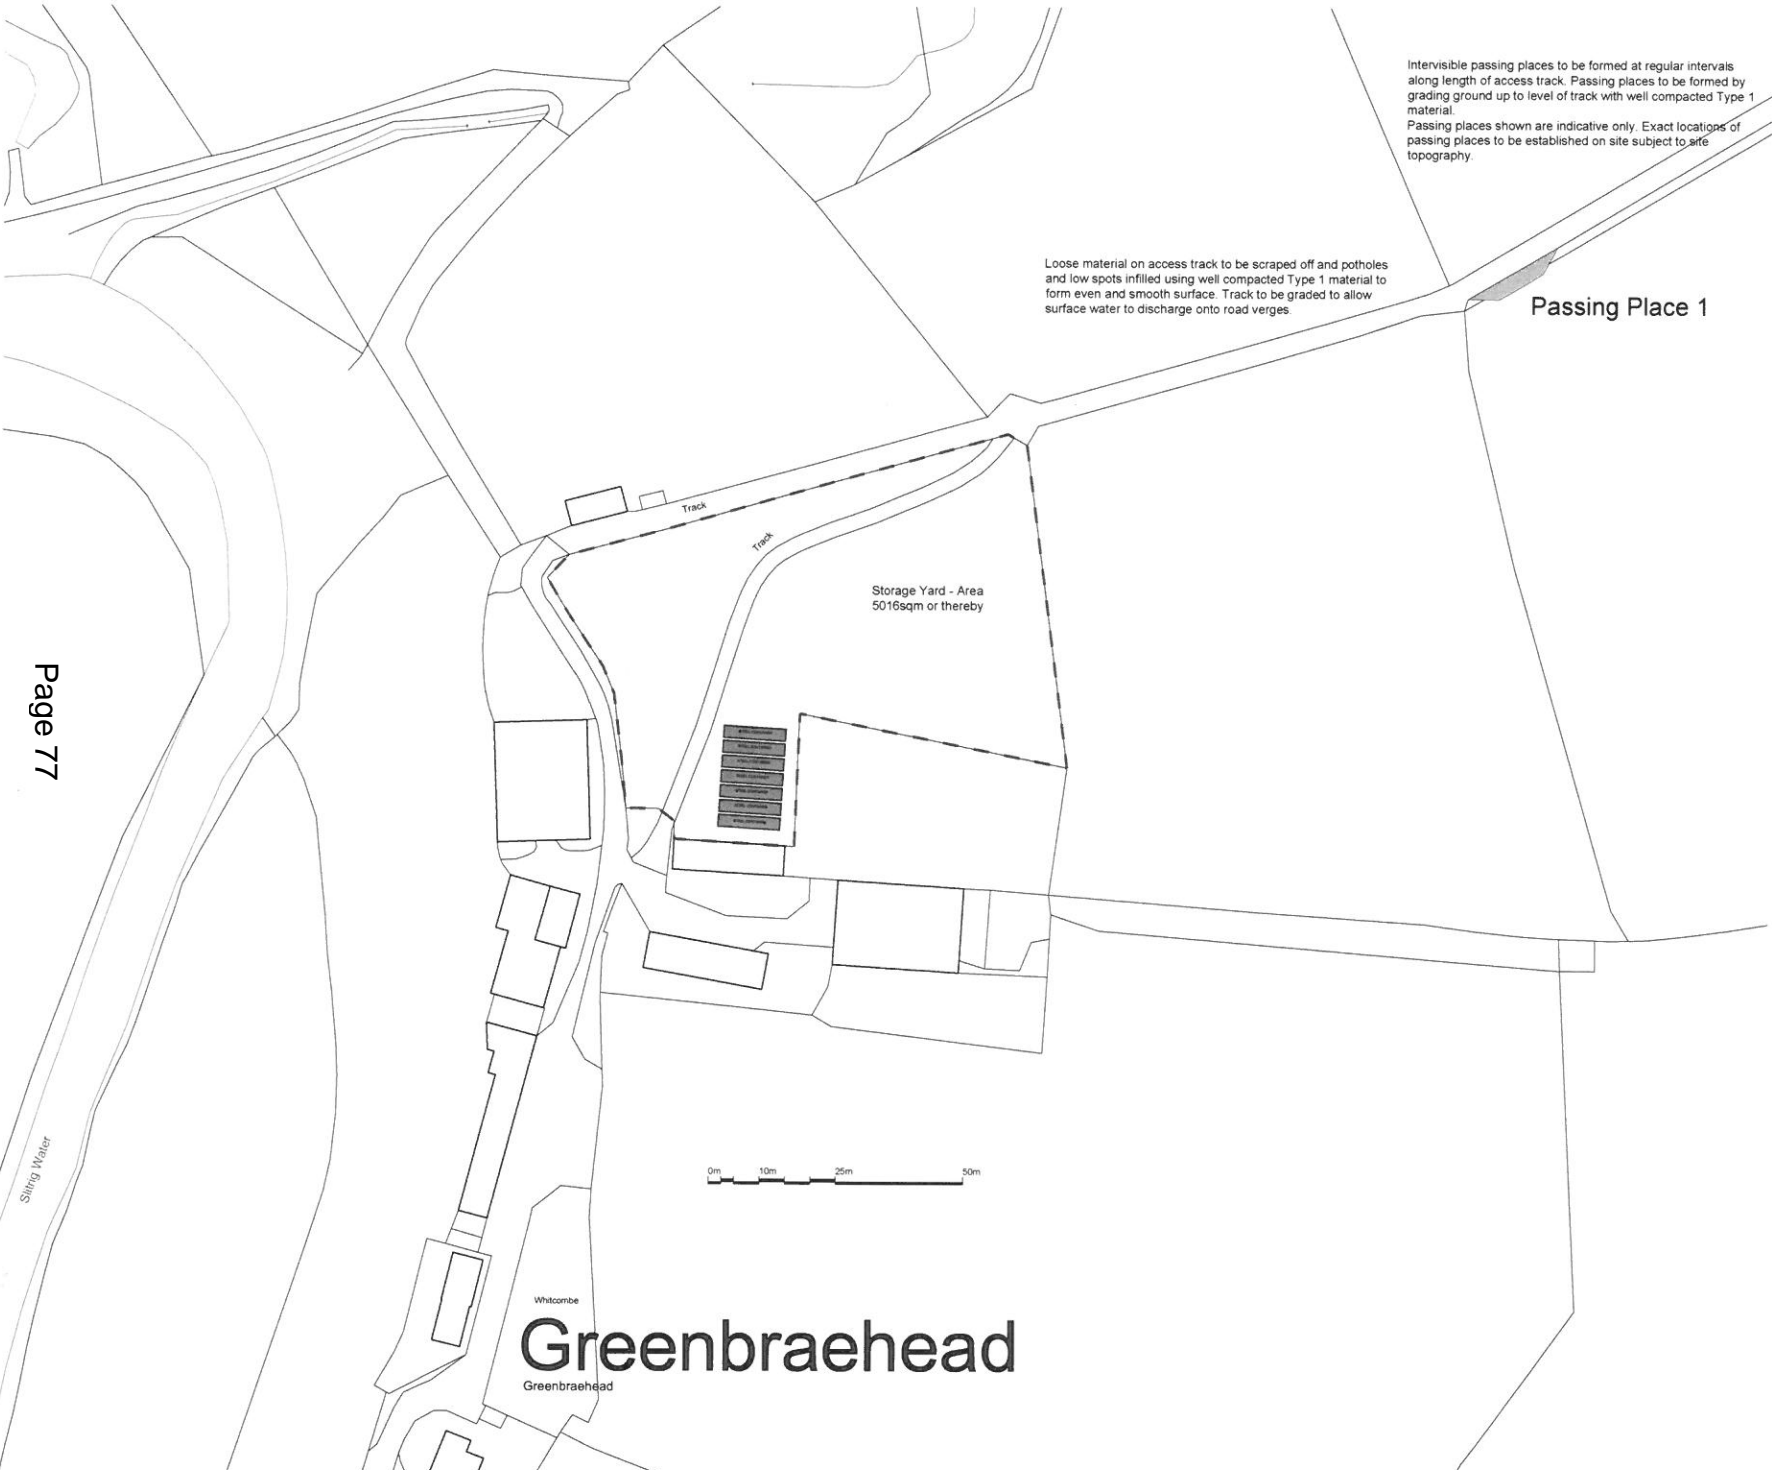 Intervisible passing places to be formed at regular intervals
along length of access track. Passing places to be formed by
grading ground up to level of track with well compacted Type 1
material.
Passing places shown are indicative only. Exact locations of
passing places to be established on site subject to site
topography.
Loose material on access track to be scraped off and potholes
and low spots infilled using well compacted Type 1 material to
form even and smooth surface. Track to be graded to allow
surface water to discharge onto road verges.
Passing Place 1
Track
Track
Storage Yard - Area
5016sqm or thereby
Page 77
Slitrig Water
0m 10m 25m 50m
Whitcombe
Greenbraehead
Greenbraehead